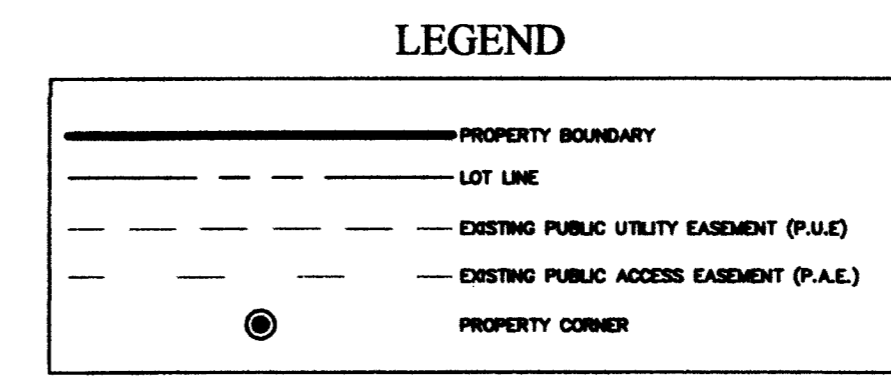 LEGEND
PROPERTY BOUNDARY
LOT LINE
EXISTING PUBLIC UTILITY EASEMENT (P.U.E)
EXISTING PUBLIC ACCESS EASEMENT (P.A.E.)
PROPERTY CORNER